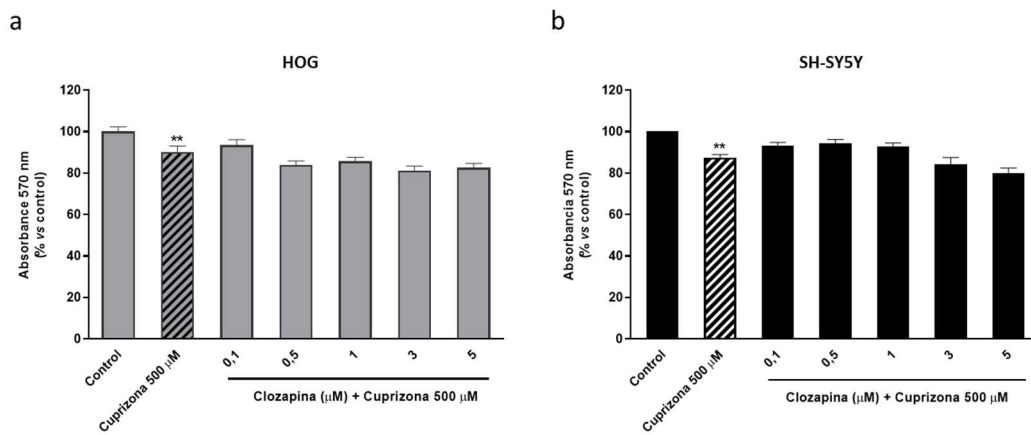 a
HOG
Absorbance 570 nm
(% vs control)
120
100
80
60
40
20
0
**
Control
Cuprizona 500 μM
0,1
0,5
1
3
5
Clozapina (μM) + Cuprizona 500 μM
b
SH-SY5Y
Absorbancia 570 nm
(% vs control)
120
100
80
60
40
20
0
**
Control
Cuprizona 500 μM
0,1
0,5
1
3
5
Clozapina (μM) + Cuprizona 500 μM